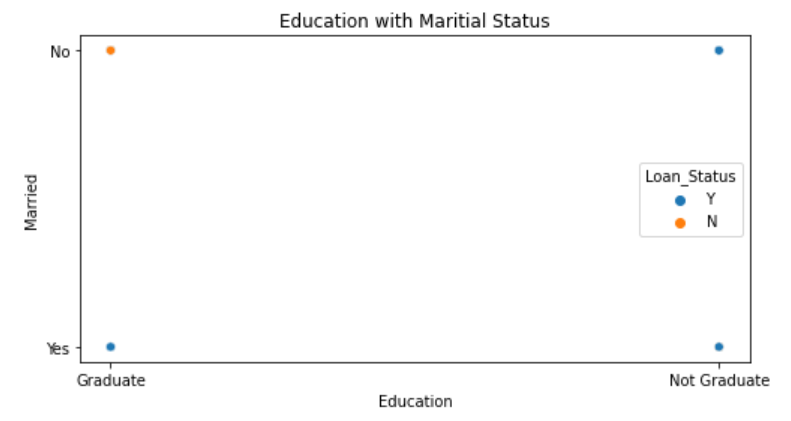 Education with Maritial Status
No
Married
Loan_Status
Y
N
Yes
Graduate
Not Graduate
Education